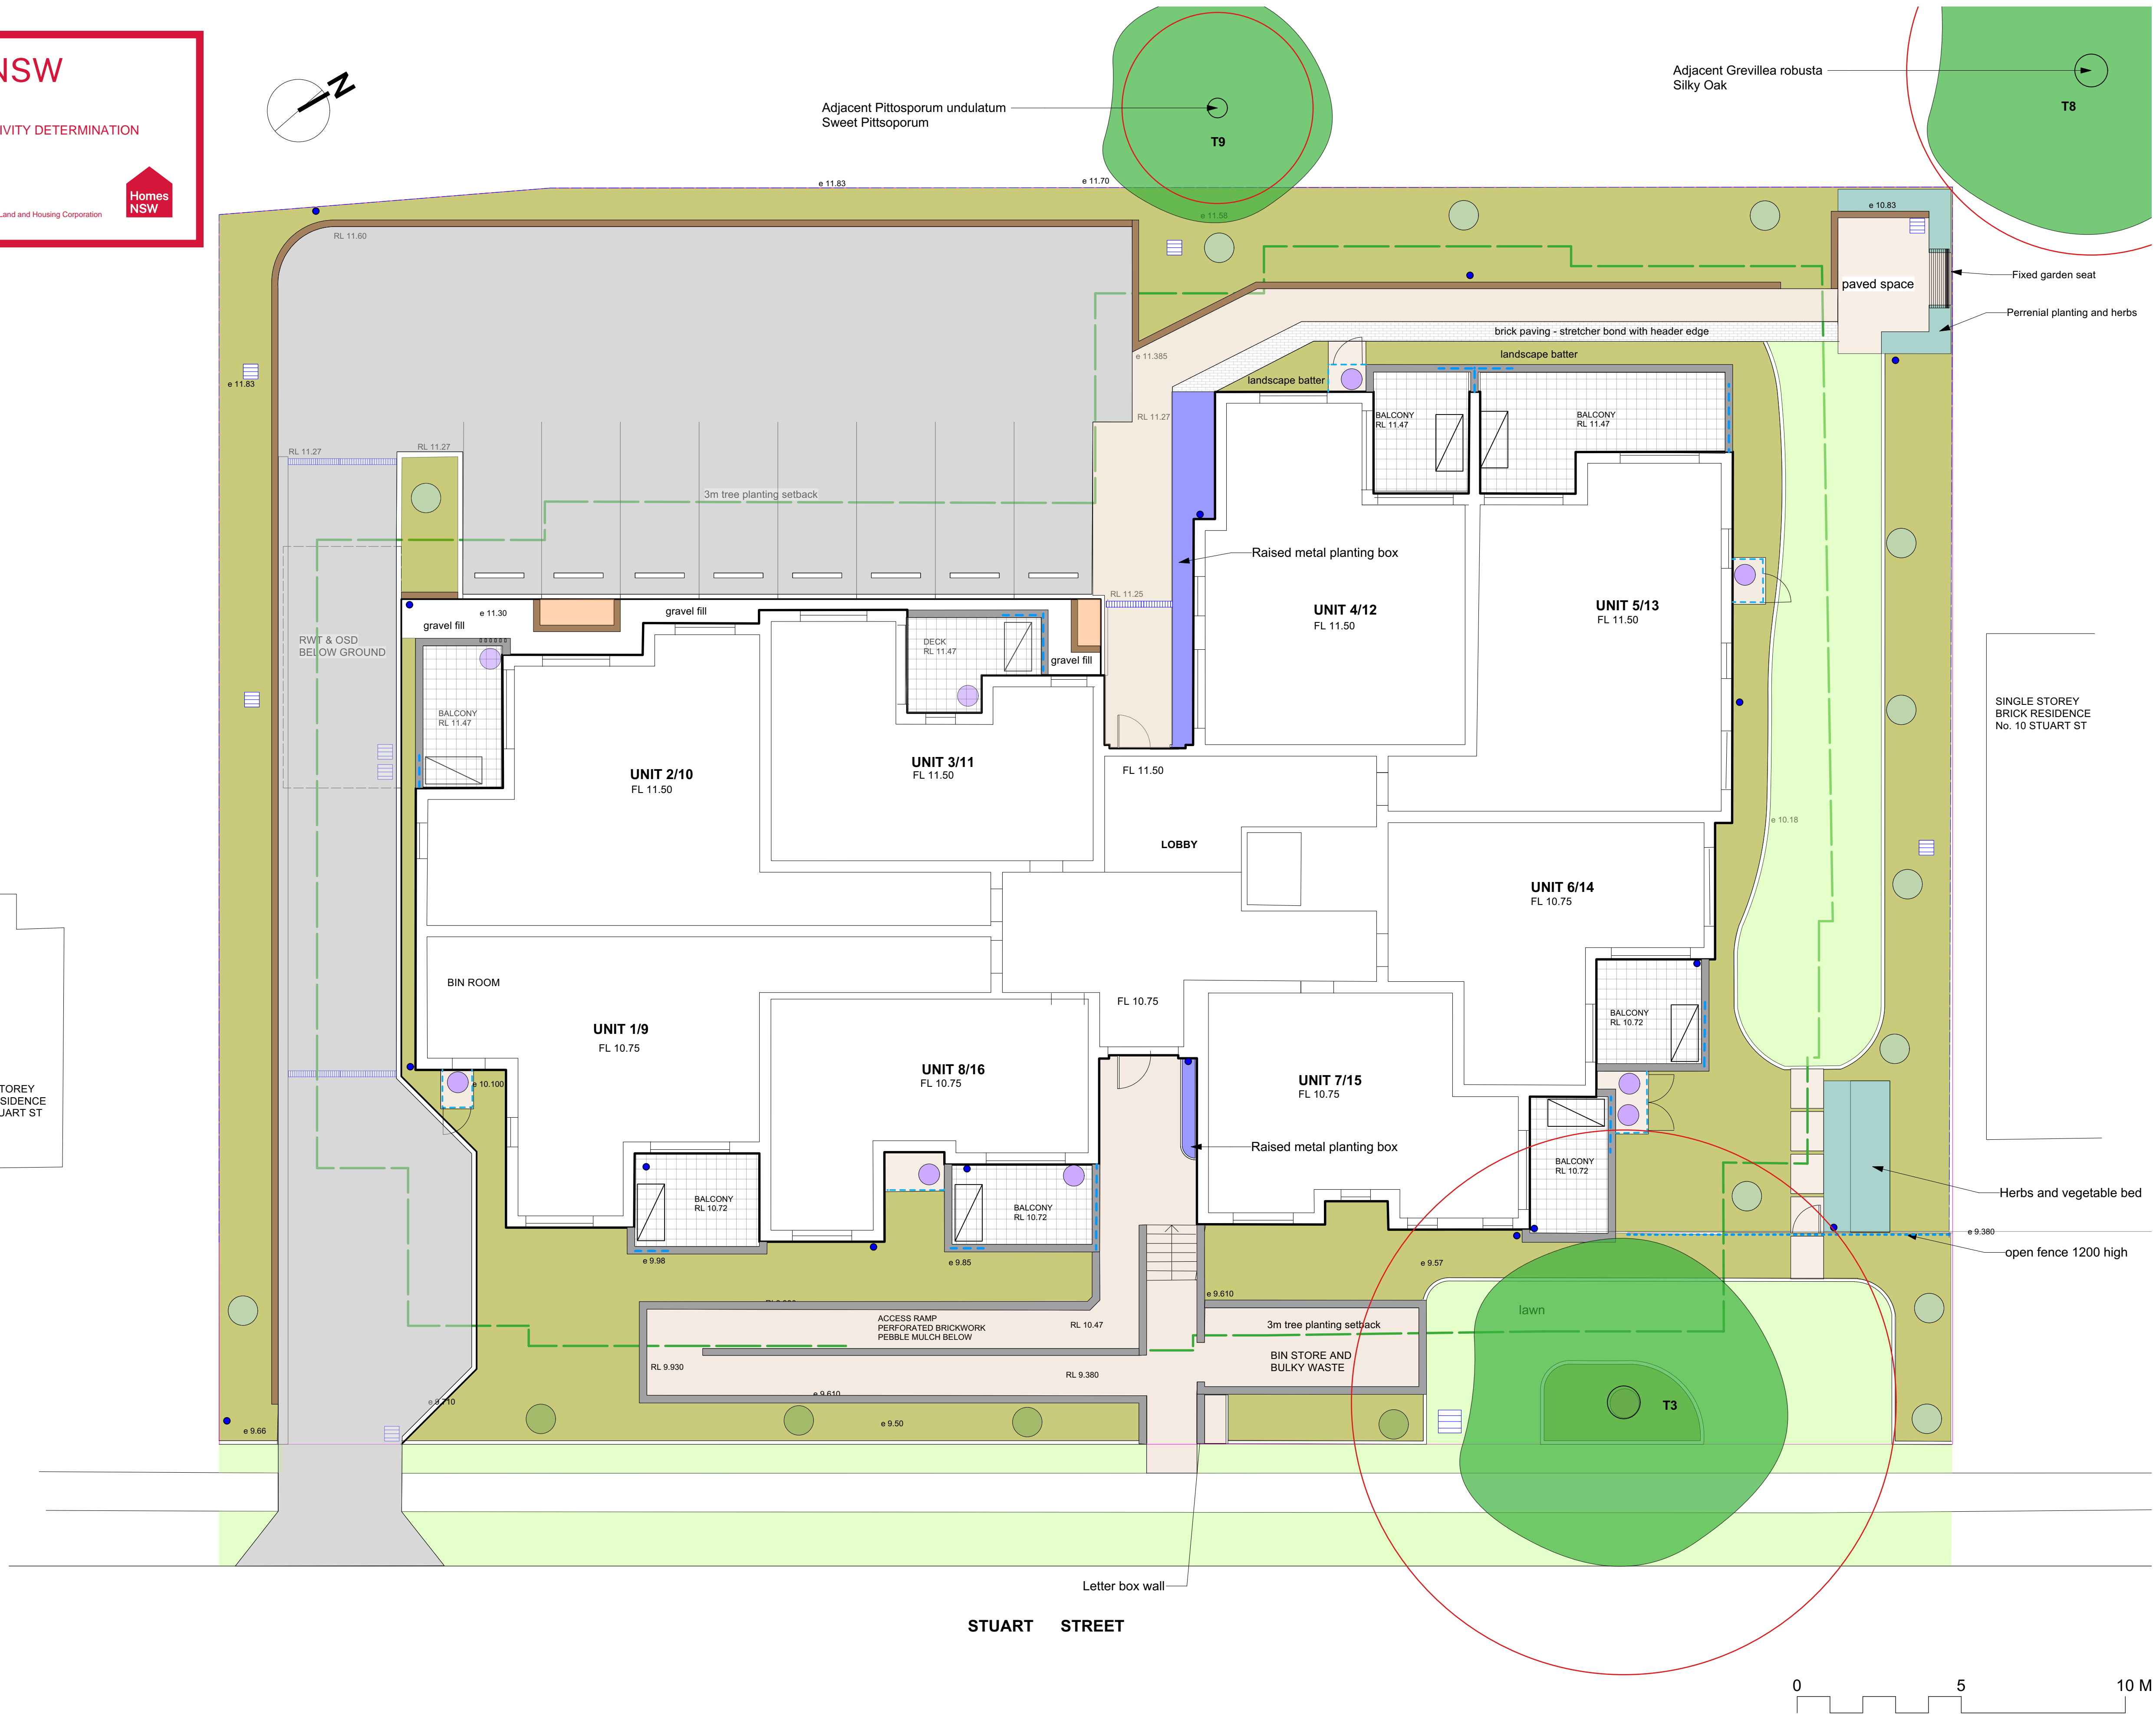 NSW
IVITY DETERMINATION
Land and Housing Corporation
Homes
NSW
N
Adjacent Pittosporum undulatum
Sweet Pittsoporum
T9
Adjacent Grevillea robusta
Silky Oak
T8
e 11.83
e 11.70
e 11.58
e 10.83
RL 11.60
paved space
Fixed garden seat
Perrenial planting and herbs
brick paving - stretcher bond with header edge
landscape batter
landscape batter
e 11.385
e 11.83
RL 11.27
RL 11.27
RL 11.27
BALCONY
RL 11.47
BALCONY
RL 11.47
3m tree planting setback
Raised metal planting box
RL 11.25
e 11.30
gravel fill
gravel fill
gravel fill
RWT & OSD
BELOW GROUND
DECK
RL 11.47
UNIT 4/12
FL 11.50
UNIT 5/13
FL 11.50
BALCONY
RL 11.47
UNIT 2/10
FL 11.50
UNIT 3/11
FL 11.50
FL 11.50
SINGLE STOREY
BRICK RESIDENCE
No. 10 STUART ST
e 10.18
LOBBY
UNIT 6/14
FL 10.75
BIN ROOM
FL 10.75
UNIT 1/9
FL 10.75
BALCONY
RL 10.72
UNIT 8/16
FL 10.75
UNIT 7/15
FL 10.75
e 10.100
TOREY
SIDENCE
UART ST
Raised metal planting box
BALCONY
RL 10.72
BALCONY
RL 10.72
BALCONY
RL 10.72
Herbs and vegetable bed
e 9.380
open fence 1200 high
e 9.98
e 9.85
e 9.57
e 9.610
lawn
ACCESS RAMP
PERFORATED BRICKWORK
PEBBLE MULCH BELOW
RL 10.47
3m tree planting setback
BIN STORE AND
BULKY WASTE
RL 9.930
RL 9.380
e 9.610
e 9.710
e 9.50
e 9.66
T3
Letter box wall
STUART STREET
0 5 10 M